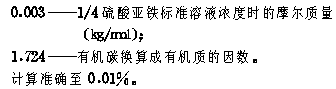 0.003——1/4硫酸亚铁标准溶液浓度时的摩尔质量
(kg/mol)；
1.724——有机碳换算成有机质的因数。
计算准确至0.01%。